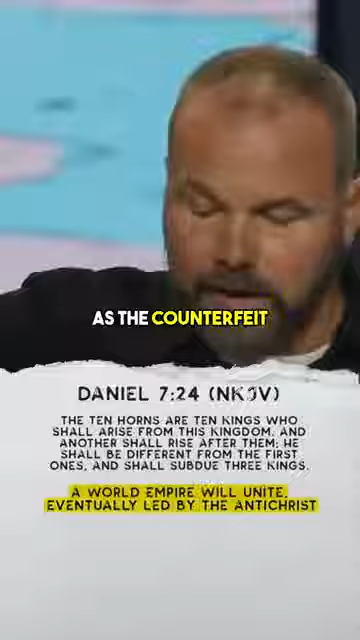 AS THE COUNTERFEIT
DANIEL 7:24 (NKJV)
THE TEN HORNS ARE TEN KINGS WHO
SHALL ARISE FROM THIS KINGDOM. AND
ANOTHER SHALL RISE AFTER THEM; HE
SHALL BE DIFFERENT FROM THE FIRST
ONES, AND SHALL SUBDUE THREE KINGS.
A WORLD EMPIRE WILL UNITE,
EVENTUALLY LED BY THE ANTICHRIST